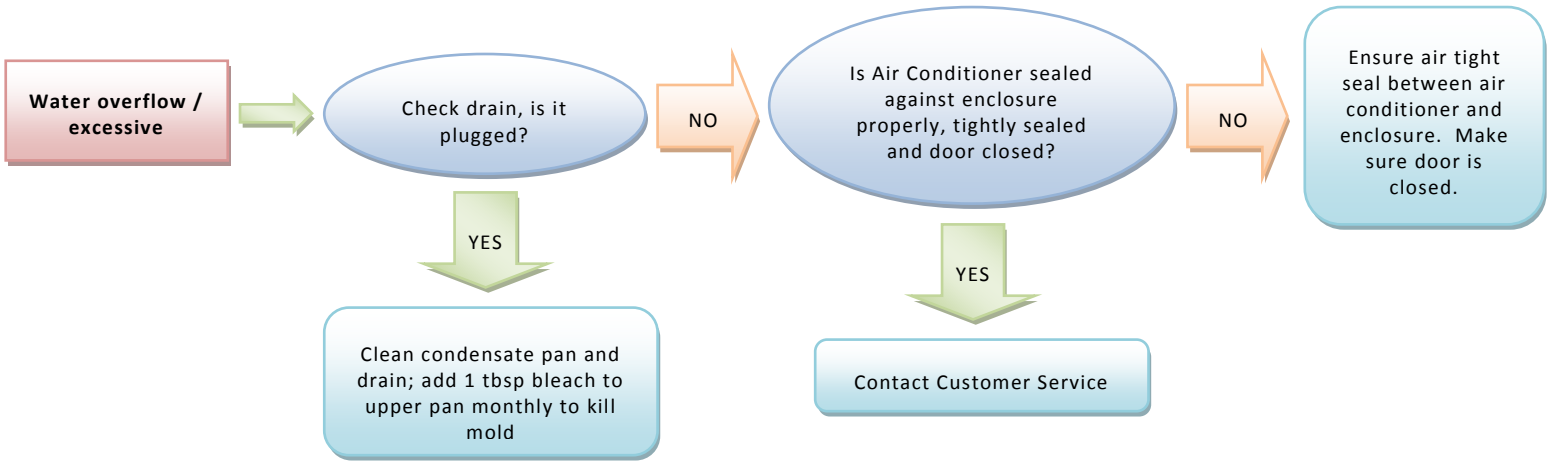 Water overflow /
excessive
Check drain, is it
plugged?
NO
Is Air Conditioner sealed
against enclosure
properly, tightly sealed
and door closed?
NO
Ensure air tight
seal between air
conditioner and
enclosure.  Make
sure door is
closed.
YES
Clean condensate pan and
drain; add 1 tbsp bleach to
upper pan monthly to kill
mold
YES
Contact Customer Service